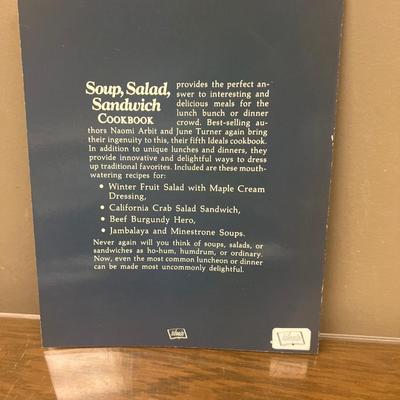 Soup, Salad, provides the perfect an-
Sandwich swer to interesting and
COOKBOOK delicious meals for the
lunch bunch or dinner
crowd. Best-selling au-
thors Naomi Arbit and June Turner again bring
their ingenuity to this, their fifth Ideals cookbook.
In addition to unique lunches and dinners, they
provide innovative and delightful ways to dress
up traditional favorites. Included are these mouth-
watering recipes for:
• Winter Fruit Salad with Maple Cream
Dressing,
• California Crab Salad Sandwich,
• Beef Burgundy Hero,
• Jambalaya and Minestrone Soups.
Never again will you think of soups, salads, or
sandwiches as ho-hum, humdrum, or ordinary.
Now, even the most common luncheon or dinner
can be made most uncommonly delightful.